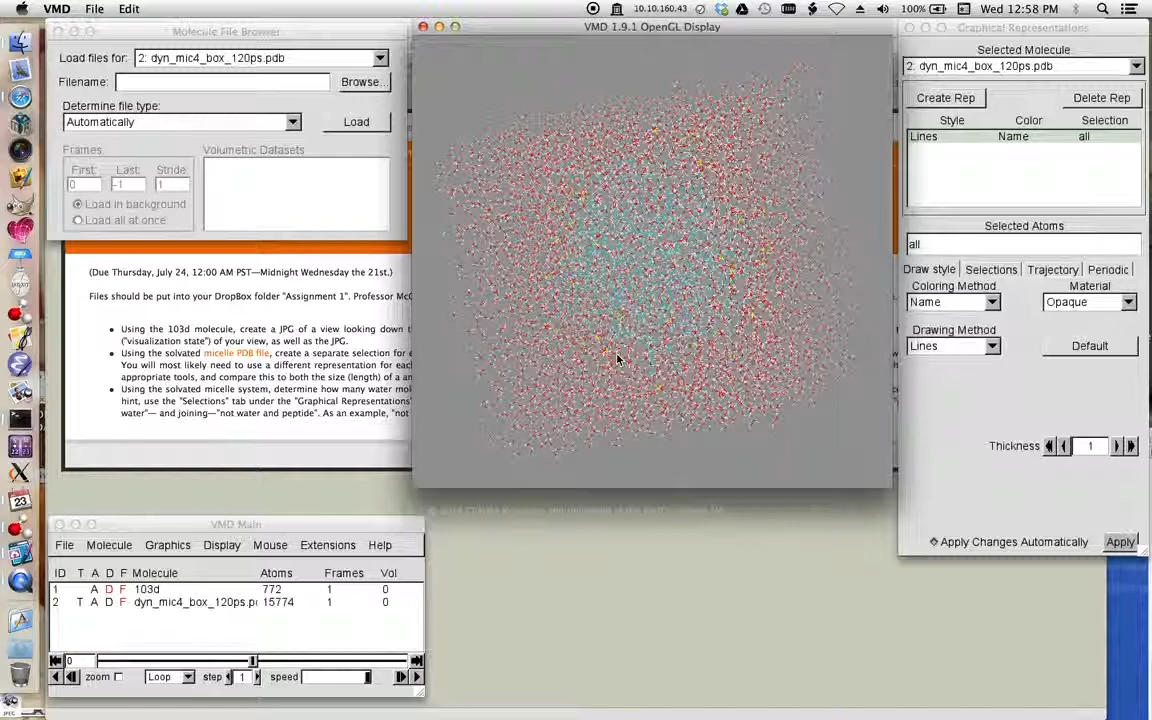 VMD File Edit 10.10.160.43 100% Wed 12:58 PM
Molecule File Browser
Load files for: 2: dyn_mic4_box_120ps.pdb
Filename: Browse...
Determine file type:
Automatically Load
Frames: Volumetric Datasets
First: Last: Stride:
0 -1 1
Load in background
Load all at once
VMD 1.9.1 OpenGL Display
Graphical Representations
Selected Molecule
2: dyn_mic4_box_120ps.pdb
Create Rep Delete Rep
Style Color Selection
Lines Name all
Selected Atoms
all
Draw style Selections Trajectory Periodic
Coloring Method Material
Name Opaque
Drawing Method
Lines Default
Thickness 1
Apply Changes Automatically Apply
(Due Thursday, July 24, 12:00 AM PST—Midnight Wednesday the 21st.)
Files should be put into your DropBox folder "Assignment 1". Professor Mc
• Using the 103d molecule, create a JPG of a view looking down t
("visualization state") of your view, as well as the JPG.
• Using the solvated micelle PDB file, create a separate selection for e
You will most likely need to use a different representation for each
appropriate tools, and compare this to both the size (length) of a an
• Using the solvated micelle system, determine how many water mol
hint, use the "Selections" tab under the "Graphical Representations"
water"— and joining—"not water and peptide". As an example, "not
VMD Main
File Molecule Graphics Display Mouse Extensions Help
ID T A D F Molecule Atoms Frames Vol
1 A D F 103d 772 1 0
2 T A D F dyn_mic4_box_120ps.p 15774 1 0
0
zoom Loop step 1 speed